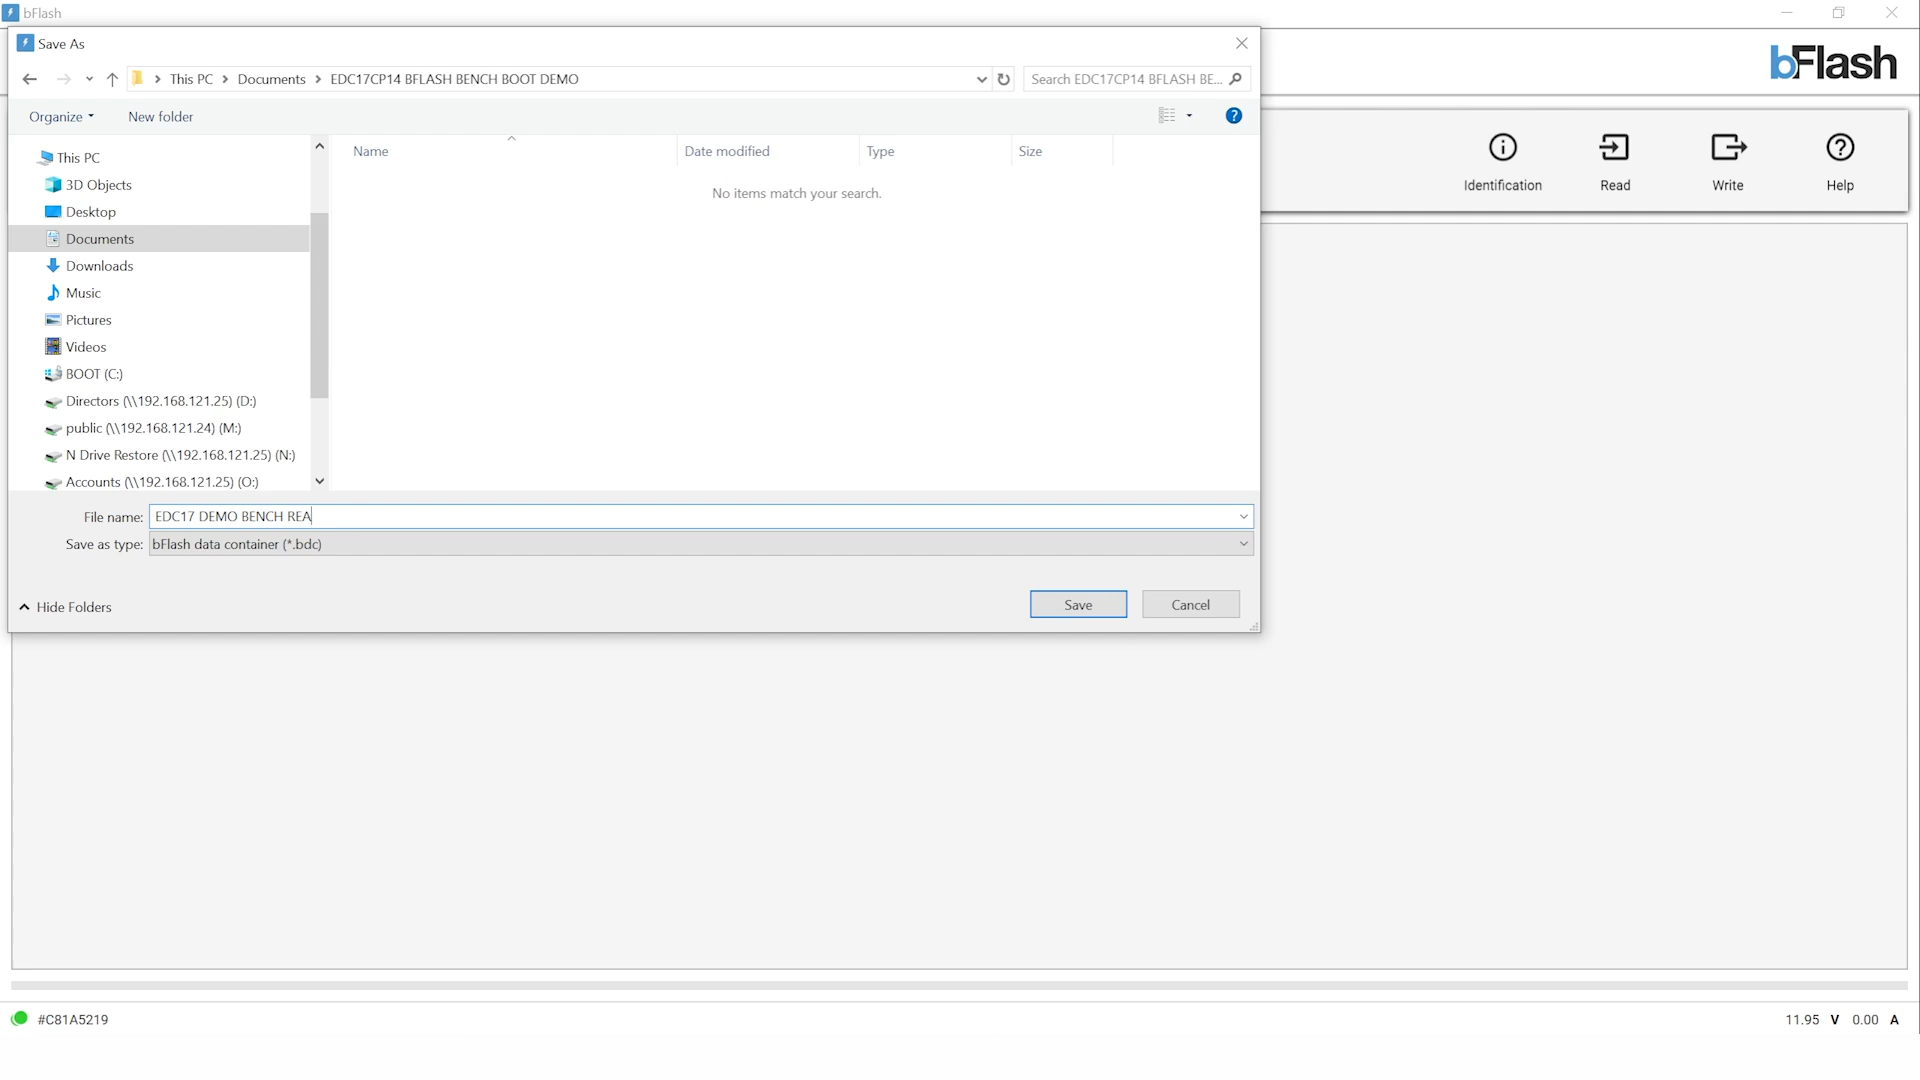 bFlash
Save As
This PC > Documents > EDC17CP14 BFLASH BENCH BOOT DEMO
Search EDC17CP14 BFLASH BE...
bFlash
Organize
New folder
?
Identification
Read
Write
Help
This PC
3D Objects
Desktop
Documents
Downloads
Music
Pictures
Videos
BOOT (C:)
Directors (\\192.168.121.25) (D:)
public (\\192.168.121.24) (M:)
N Drive Restore (\\192.168.121.25) (N:)
Accounts (\\192.168.121.25) (O:)
Name
Date modified
Type
Size
No items match your search.
File name: EDC17 DEMO BENCH REA
Save as type: bFlash data container (*.bdc)
Hide Folders
Save
Cancel
#C81A5219
11.95 V 0.00 A